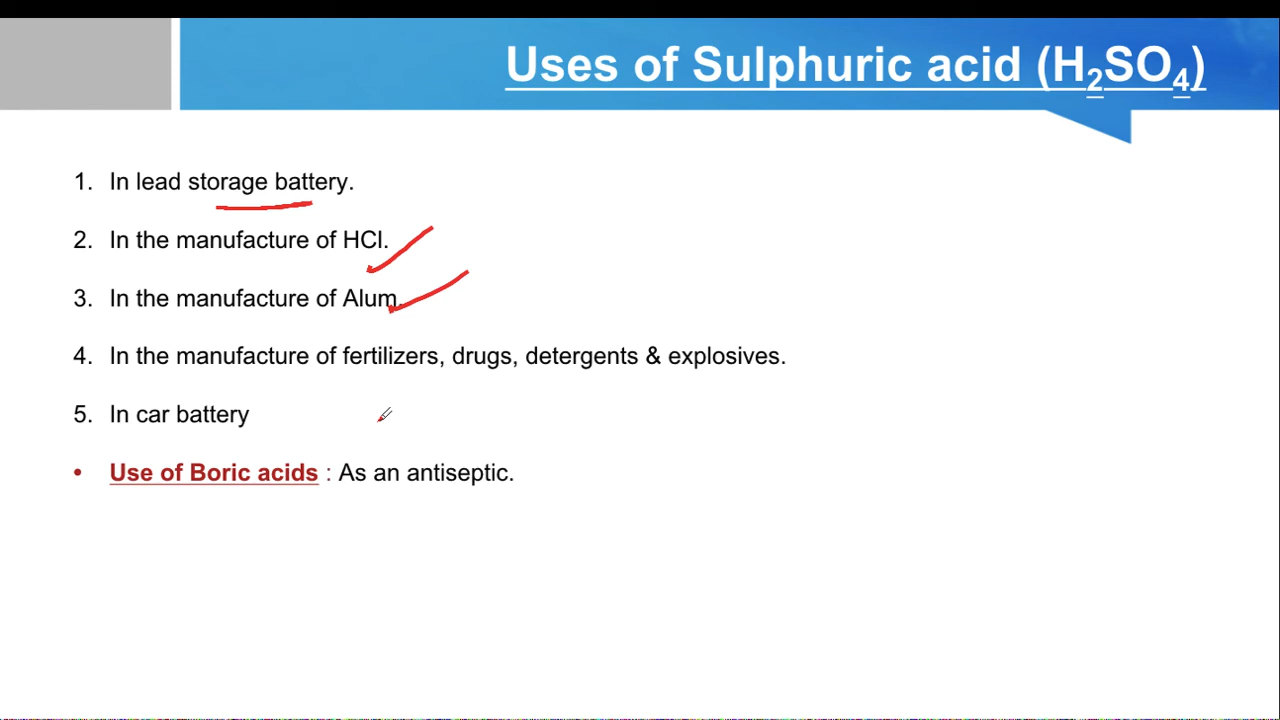 Uses of Sulphuric acid (H₂SO₄)
1. In lead storage battery.
2. In the manufacture of HCl.
3. In the manufacture of Alum.
4. In the manufacture of fertilizers, drugs, detergents & explosives.
5. In car battery
• Use of Boric acids : As an antiseptic.